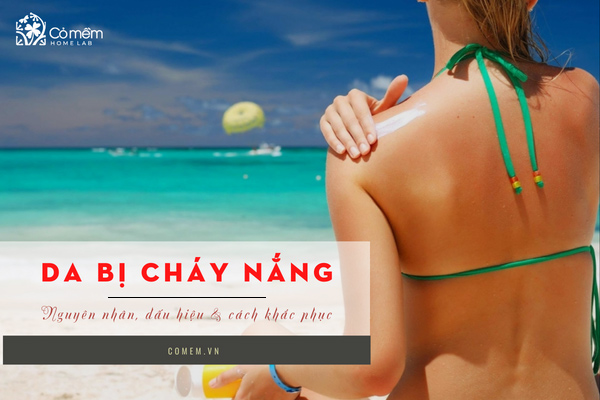 Cỏ mềm
HOME LAB
DA BỊ CHÁY NẮNG
Nguyên nhân, dấu hiệu & cách khắc phục
COMEM.VN